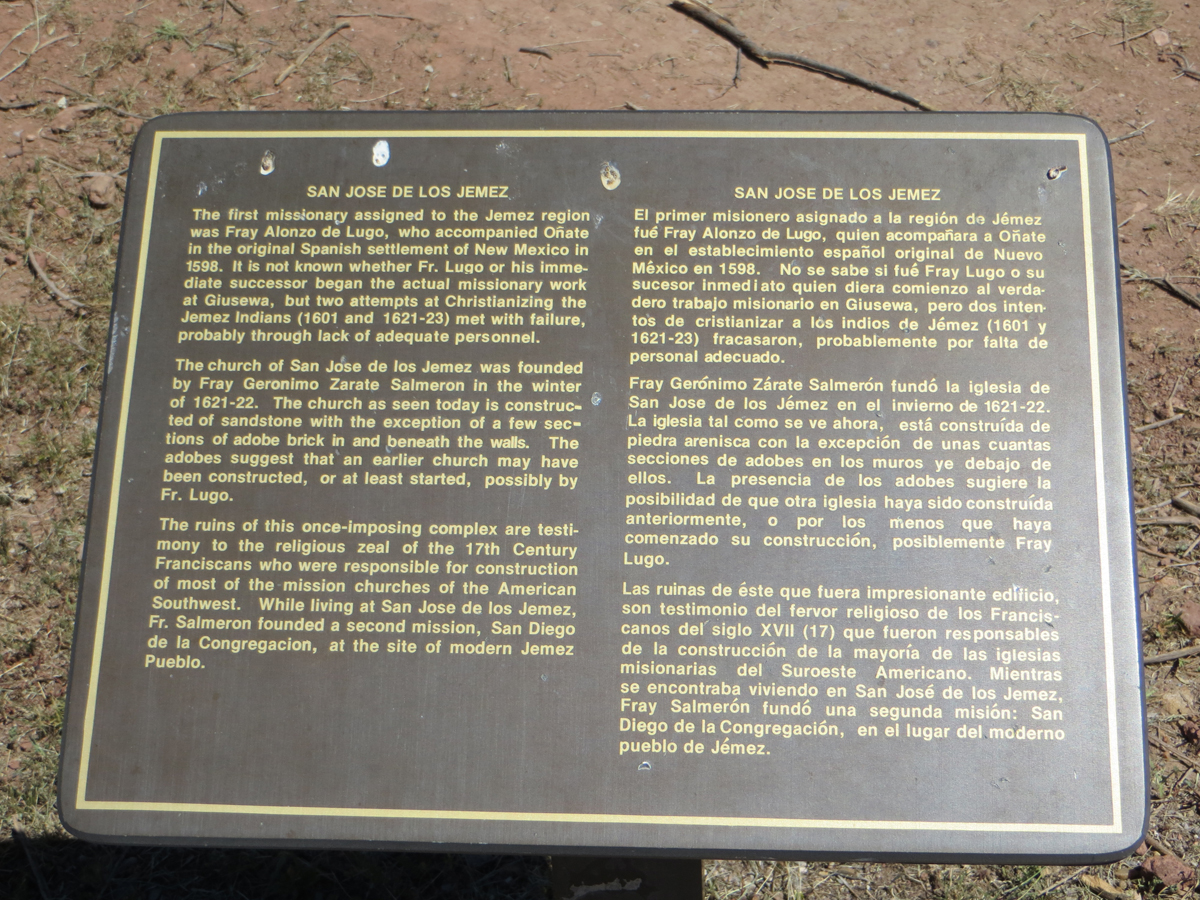 SAN JOSE DE LOS JEMEZ
The first missionary assigned to the Jemez region
was Fray Alonzo de Lugo, who accompanied Oñate
in the original Spanish settlement of New Mexico in
1598. It is not known whether Fr. Lugo or his imme-
diate successor began the actual missionary work
at Giusewa, but two attempts at Christianizing the
Jemez Indians (1601 and 1621-23) met with failure,
probably through lack of adequate personnel.
The church of San Jose de los Jemez was founded
by Fray Geronimo Zarate Salmeron in the winter
of 1621-22. The church as seen today is construc-
ted of sandstone with the exception of a few sec-
tions of adobe brick in and beneath the walls. The
adobes suggest that an earlier church may have
been constructed, or at least started, possibly by
Fr. Lugo.
The ruins of this once-imposing complex are testi-
mony to the religious zeal of the 17th Century
Franciscans who were responsible for construction
of most of the mission churches of the American
Southwest. While living at San Jose de los Jemez,
Fr. Salmeron founded a second mission, San Diego
de la Congregacion, at the site of modern Jemez
Pueblo.
SAN JOSE DE LOS JEMEZ
El primer misionero asignado a la región de Jémez
fué Fray Alonzo de Lugo, quien acompañara a Oñate
en el establecimiento español original de Nuevo
México en 1598. No se sabe si fué Fray Lugo o su
sucesor inmediato quien diera comienzo al verda-
dero trabajo misionario en Giusewa, pero dos inten-
tos de cristianizar a los indios de Jémez (1601 y
1621-23) fracasaron, probablemente por falta de
personal adecuado.
Fray Gerónimo Zárate Salmerón fundó la iglesia de
San Jose de los Jémez en el invierno de 1621-22.
La iglesia tal como se ve ahora, está construída de
piedra arenisca con la excepción de unas cuantas
secciones de adobes en los muros ye debajo de
ellos. La presencia de los adobes sugiere la
posibilidad de que otra iglesia haya sido construída
anteriormente, o por los menos que haya
comenzado su construcción, posiblemente Fray
Lugo.
Las ruinas de éste que fuera impresionante edificio,
son testimonio del fervor religioso de los Francis-
canos del siglo XVII (17) que fueron responsables
de la construcción de la mayoría de las iglesias
misionarias del Suroeste Americano. Mientras
se encontraba viviendo en San José de los Jemez,
Fray Salmerón fundó una segunda misión: San
Diego de la Congregación, en el lugar del moderno
pueblo de Jémez.